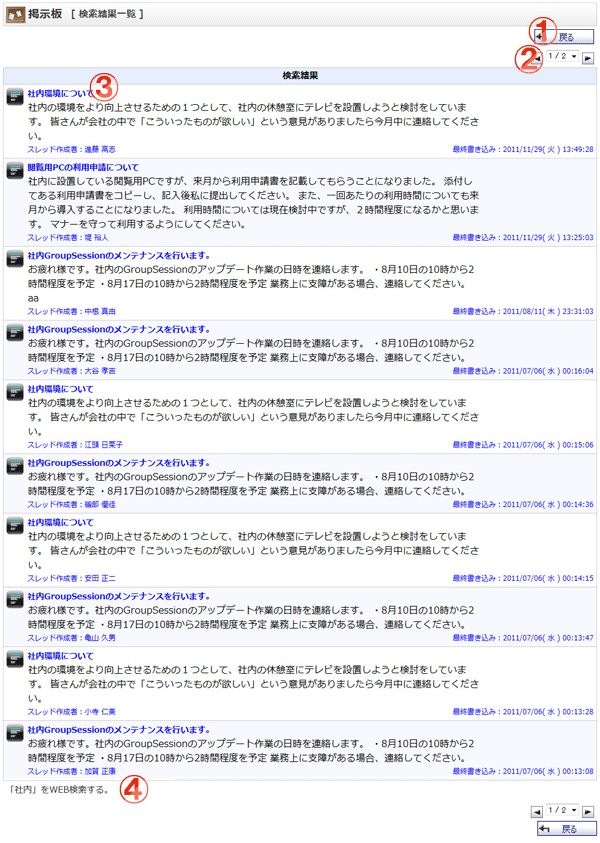 掲示板 [ 検索結果一覧 ]
① 戻る
② 1 / 2
検索結果
社内環境について ③
社内の環境をより向上させるための１つとして、社内の休憩室にテレビを設置しようと検討をしていま
す。 皆さんが会社の中で「こういったものが欲しい」という意見がありましたら今月中に連絡してくださ
い。
スレッド作成者：進藤 高志 最終書き込み：2011/11/29( 火 ) 13:49:28
閲覧用PCの利用申請について
社内に設置している閲覧用PCですが、来月から利用申請書を記載してもらうことになりました。 添付し
てある利用申請書をコピーし、記入後私に提出してください。 また、一回あたりの利用時間についても来
月から導入することになりました。 利用時間については現在検討中ですが、２時間程度になるかと思いま
す。 マナーを守って利用するようにしてください。
スレッド作成者：堤 裕人 最終書き込み：2011/11/29( 火 ) 13:25:03
社内GroupSessionのメンテナンスを行います。
お疲れ様です。社内のGroupSessionのアップデート作業の日時を連絡します。 ・8月10日の10時から2
時間程度を予定 ・8月17日の10時から2時間程度を予定 業務上に支障がある場合、連絡してください。
aa
スレッド作成者：中根 真由 最終書き込み：2011/08/11( 木 ) 23:31:03
社内GroupSessionのメンテナンスを行います。
お疲れ様です。社内のGroupSessionのアップデート作業の日時を連絡します。 ・8月10日の10時から2
時間程度を予定 ・8月17日の10時から2時間程度を予定 業務上に支障がある場合、連絡してください。
スレッド作成者：大谷 孝吉 最終書き込み：2011/07/06( 水 ) 00:16:04
社内環境について
社内の環境をより向上させるための１つとして、社内の休憩室にテレビを設置しようと検討をしていま
す。 皆さんが会社の中で「こういったものが欲しい」という意見がありましたら今月中に連絡してくださ
い。
スレッド作成者：江頭 日菜子 最終書き込み：2011/07/06( 水 ) 00:15:06
社内GroupSessionのメンテナンスを行います。
お疲れ様です。社内のGroupSessionのアップデート作業の日時を連絡します。 ・8月10日の10時から2
時間程度を予定 ・8月17日の10時から2時間程度を予定 業務上に支障がある場合、連絡してください。
スレッド作成者：磯部 優佳 最終書き込み：2011/07/06( 水 ) 00:14:36
社内環境について
社内の環境をより向上させるための１つとして、社内の休憩室にテレビを設置しようと検討をしていま
す。 皆さんが会社の中で「こういったものが欲しい」という意見がありましたら今月中に連絡してくださ
い。
スレッド作成者：安田 正二 最終書き込み：2011/07/06( 水 ) 00:14:15
社内GroupSessionのメンテナンスを行います。
お疲れ様です。社内のGroupSessionのアップデート作業の日時を連絡します。 ・8月10日の10時から2
時間程度を予定 ・8月17日の10時から2時間程度を予定 業務上に支障がある場合、連絡してください。
スレッド作成者：亀山 久男 最終書き込み：2011/07/06( 水 ) 00:13:47
社内環境について
社内の環境をより向上させるための１つとして、社内の休憩室にテレビを設置しようと検討をしていま
す。 皆さんが会社の中で「こういったものが欲しい」という意見がありましたら今月中に連絡してくださ
い。
スレッド作成者：小寺 仁美 最終書き込み：2011/07/06( 水 ) 00:13:28
社内GroupSessionのメンテナンスを行います。
お疲れ様です。社内のGroupSessionのアップデート作業の日時を連絡します。 ・8月10日の10時から2
時間程度を予定 ・8月17日の10時から2時間程度を予定 業務上に支障がある場合、連絡してください。
スレッド作成者：加賀 正康 最終書き込み：2011/07/06( 水 ) 00:13:08
「社内」をWEB検索する。 ④
1 / 2
戻る